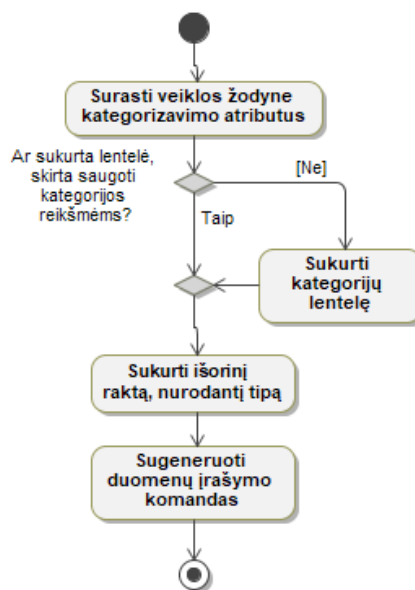 Surasti veiklos žodyne
kategorizavimo atributus
Ar sukurta lentelė,
skirta saugoti
kategorijos
reikšmėms?
[Ne]
Taip
Sukurti
kategorijų
lentelę
Sukurti išorinį
raktą, nurodantį tipą
Sugeneruoti
duomenų įrašymo
komandas